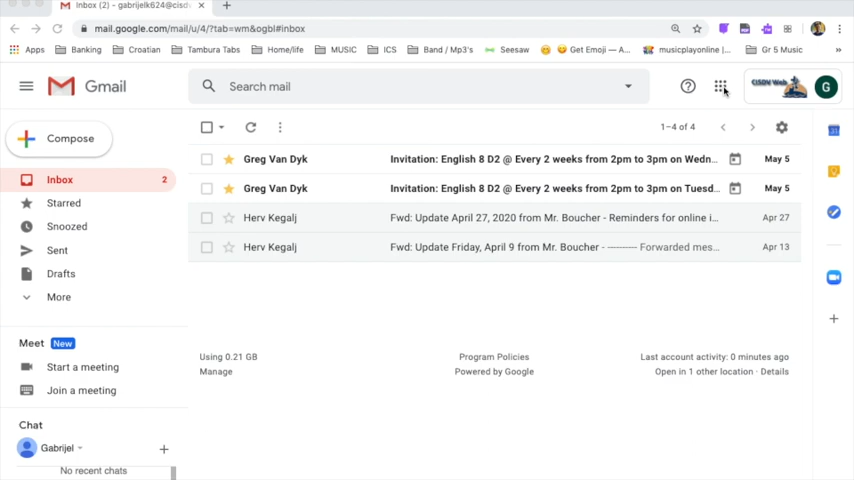 Inbox (2) - gabrijelk624@cisdv
mail.google.com/mail/u/4/?tab=wm&ogbl#inbox
Apps Banking Croatian Tambura Tabs Home/life MUSIC ICS Band / Mp3's Seesaw Get Emoji — A... musicplayonline |... Gr 5 Music »
Gmail
Search mail
CISDV Web
G
Compose
1–4 of 4
Inbox 2
Greg Van Dyk Invitation: English 8 D2 @ Every 2 weeks from 2pm to 3pm on Wedn... May 5
Starred
Greg Van Dyk Invitation: English 8 D2 @ Every 2 weeks from 2pm to 3pm on Tuesd... May 5
Snoozed
Herv Kegalj Fwd: Update April 27, 2020 from Mr. Boucher - Reminders for online i... Apr 27
Sent
Herv Kegalj Fwd: Update Friday, April 9 from Mr. Boucher - ---------- Forwarded mes... Apr 13
Drafts
More
Meet New
Start a meeting
Join a meeting
Using 0.21 GB
Manage
Program Policies
Powered by Google
Last account activity: 0 minutes ago
Open in 1 other location · Details
Chat
Gabrijel
No recent chats